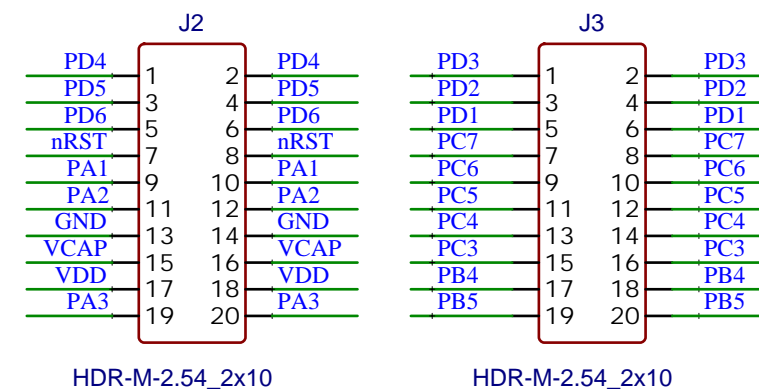 J2 J3
PD4 PD4 PD3 PD3
1 2 1 2
PD5 PD5 PD2 PD2
3 4 3 4
PD6 PD6 PD1 PD1
5 6 5 6
nRST nRST PC7 PC7
7 8 7 8
PA1 PA1 PC6 PC6
9 10 9 10
PA2 PA2 PC5 PC5
11 12 11 12
GND GND PC4 PC4
13 14 13 14
VCAP VCAP PC3 PC3
15 16 15 16
VDD VDD PB4 PB4
17 18 17 18
PA3 PA3 PB5 PB5
19 20 19 20
HDR-M-2.54_2x10 HDR-M-2.54_2x10